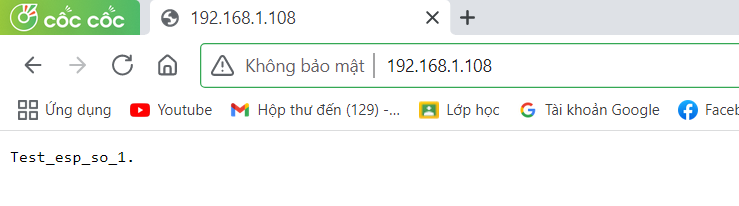 cốc cốc 192.168.1.108
Không bảo mật 192.168.1.108
Ứng dụng Youtube Hộp thư đến (129) -... Lớp học Tài khoản Google
Test_esp_so_1.